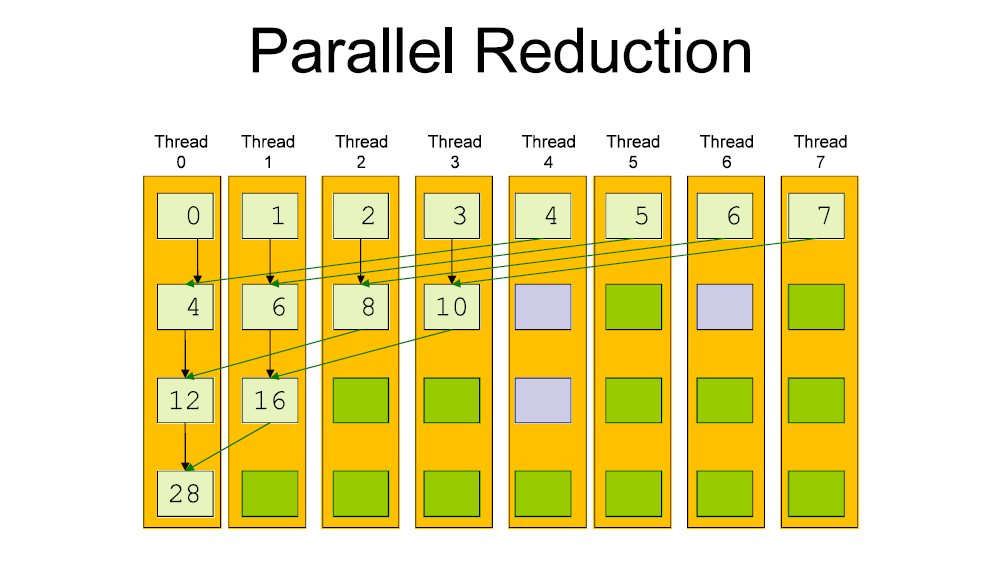 Parallel Reduction
Thread 0 Thread 1 Thread 2 Thread 3 Thread 4 Thread 5 Thread 6 Thread 7
0 1 2 3 4 5 6 7
4 6 8 10
12 16
28